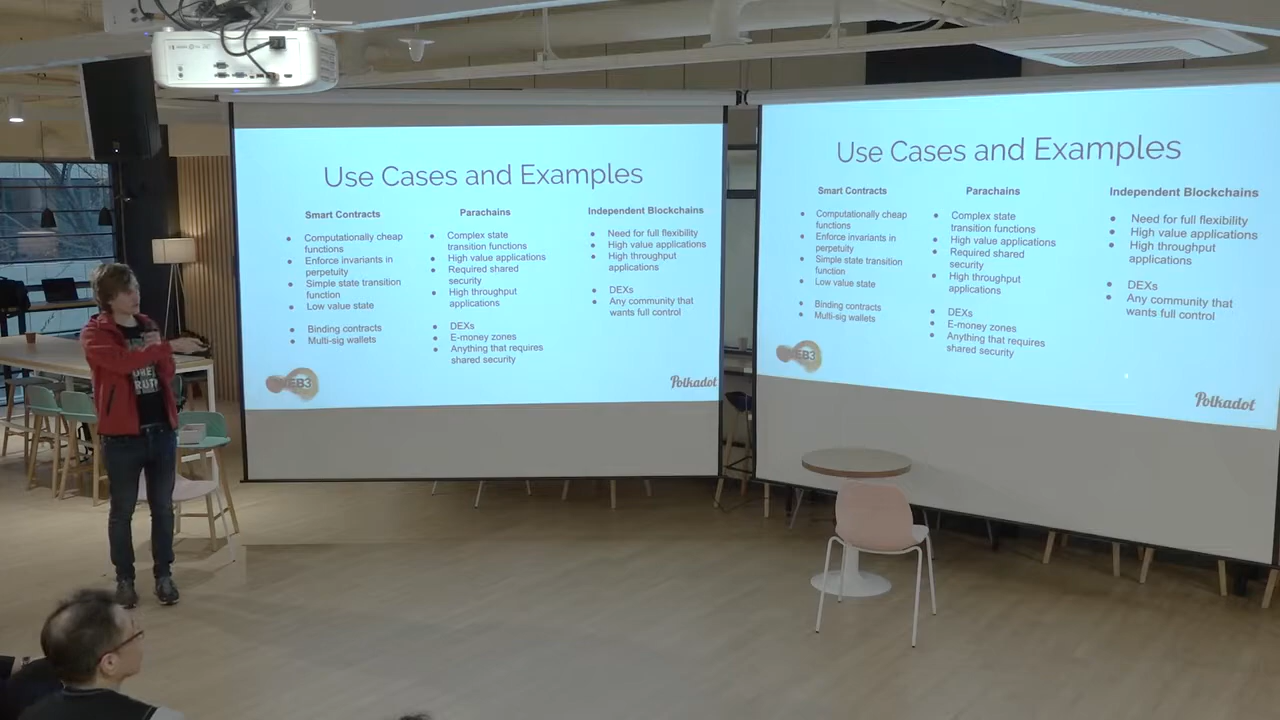 Use Cases and Examples
Smart Contracts
Computationally cheap
functions
Enforce invariants in
perpetuity
Simple state transition
function
Low value state
Binding contracts
Multi-sig wallets
Parachains
Complex state
transition functions
High value applications
Required shared
security
High throughput
applications
DEXs
E-money zones
Anything that requires
shared security
Independent Blockchains
Need for full flexibility
High value applications
High throughput
applications
DEXs
Any community that
wants full control
WEB3
Polkadot
Use Cases and Examples
Smart Contracts
Computationally cheap
functions
Enforce invariants in
perpetuity
Simple state transition
function
Low value state
Binding contracts
Multi-sig wallets
Parachains
Complex state
transition functions
High value applications
Required shared
security
High throughput
applications
DEXs
E-money zones
Anything that requires
shared security
Independent Blockchains
Need for full flexibility
High value applications
High throughput
applications
DEXs
Any community that
wants full control
WEB3
Polkadot